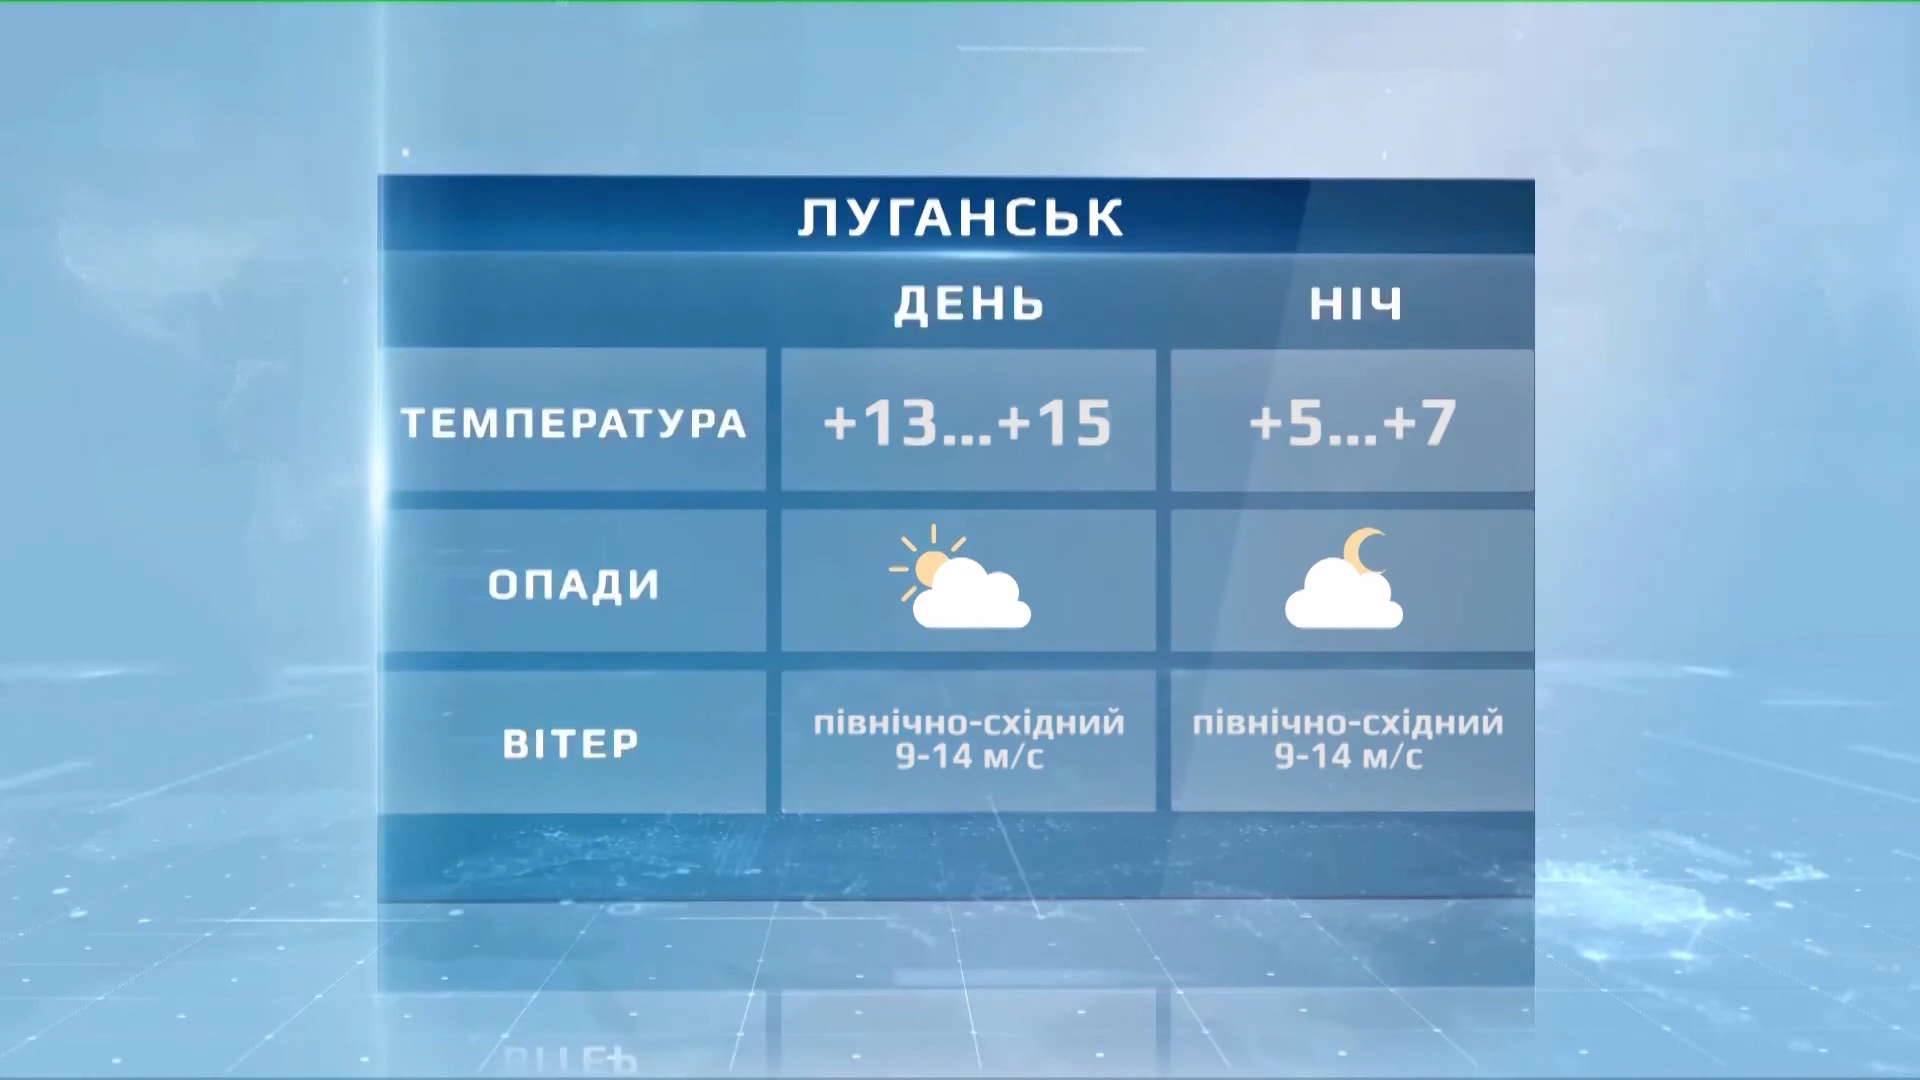 ЛУГАНСЬК
ДЕНЬ НІЧ
ТЕМПЕРАТУРА +13...+15 +5...+7
ОПАДИ
ВІТЕР північно-східний 9-14 м/с північно-східний 9-14 м/с